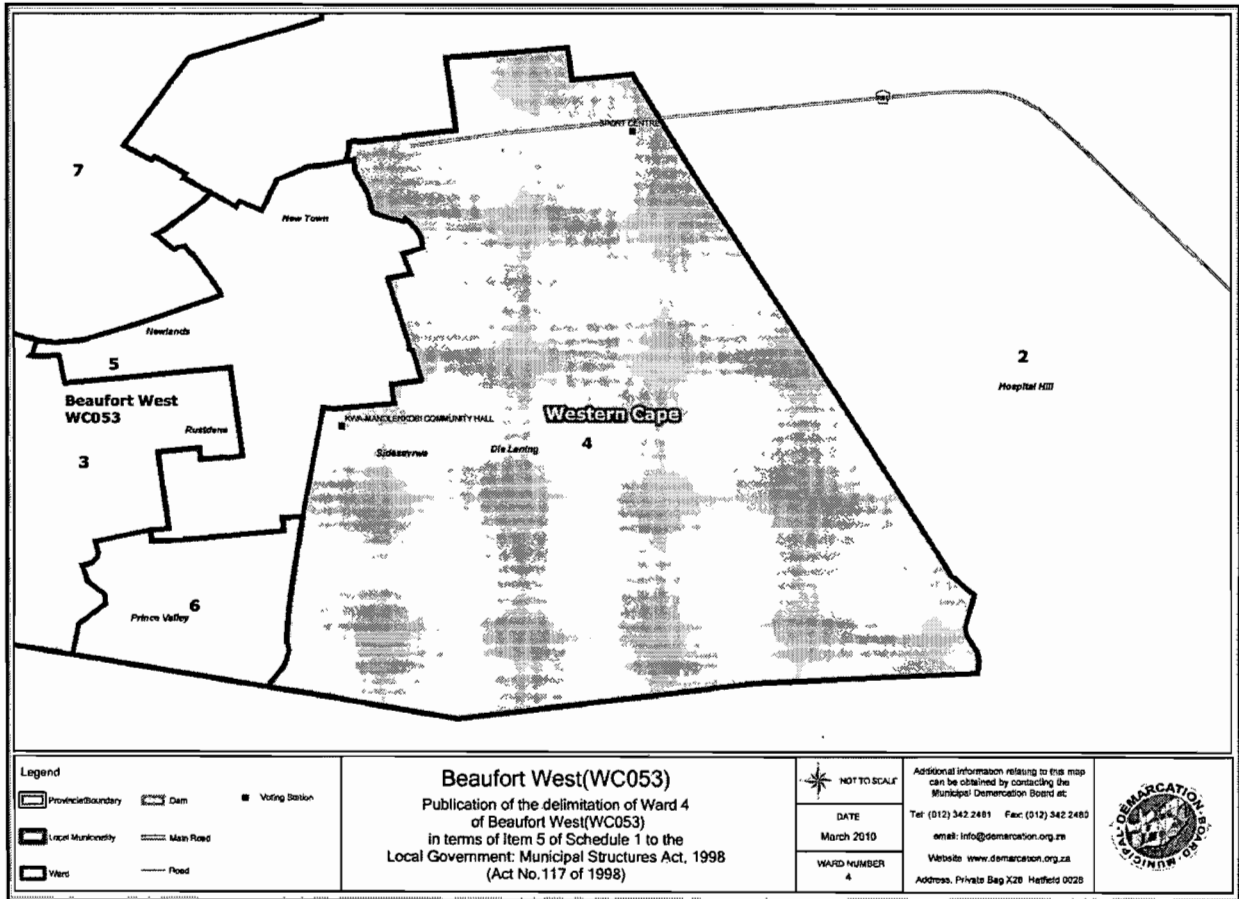 7
SPORT CENTRE
New Town
Newlands
5
Beaufort West
WC053
Rustdene
3
KWA-MANDLENKOSI COMMUNITY HALL
Western Cape
4
Sidesaviwa
Die Lening
2
Hospital Hill
6
Prince Valley
Legend
ProvincialBoundary
Dam
Voting Station
Local Municipality
Main Road
Ward
Road
Beaufort West(WC053)
Publication of the delimitation of Ward 4
of Beaufort West(WC053)
in terms of Item 5 of Schedule 1 to the
Local Government: Municipal Structures Act, 1998
(Act No.117 of 1998)
NOT TO SCALE
DATE
March 2010
WARD NUMBER
4
Additional information relating to this map
can be obtained by contacting the
Municipal Demarcation Board at:
Tel: (012) 342 2481 Fax: (012) 342 2480
email: info@demarcation.org.za
Website www.demarcation.org.za
Address. Private Bag X28 Hatfield 0028
MUNICIPAL DEMARCATION BOARD